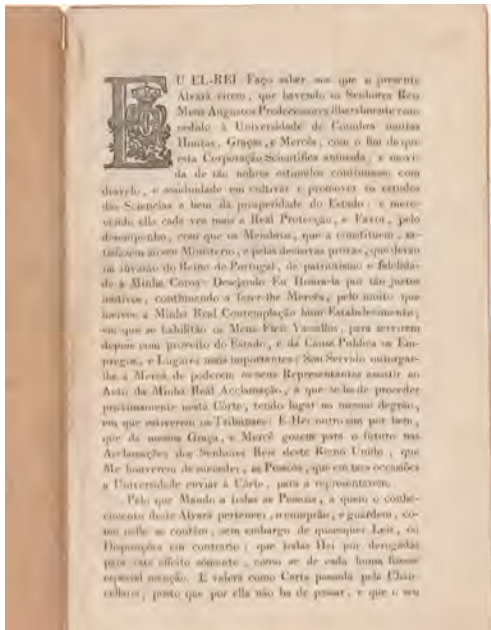 EU EL-REI Faço saber aos que o presente
Alvará virem, que havendo os Senhores Reis
Meus Augustos Predecessores liberalmente con-
cedido á Universidade de Coimbra muitas
Honras, Graças, e Mercês, com o fim de que
esta Corporação Scientifica animada, e movi-
da de tão nobres estimulos continuasse com
desvelo, e assiduidade em cultivar e promover os estudos
das Sciencias a bem da prosperidade do Estado: e mere-
cendo ella cada vez mais a Real Protecção, e Favor, pelo
desempenho, com que os Membros, que a constituem, sa-
tisfazem ao seu Ministerio, e pelas decisivas provas, que derão
na invasão do Reino de Portugal, de patriotismo e fidelida-
de á Minha Coroa: Desejando Eu Honra-la por tão justos
motivos, continuando a fazer-lhe Mercês, pelo muito que
merece a Minha Real Contemplação hum Estabelecimento,
em que se habilitão os Meus Fieis Vassallos, para servirem
depois com proveito do Estado, e da Causa Publica os Em-
pregos, e Lugares mais importantes: Sou Servido outorgar-
lhe a Mercê de poderem os seus Representantes assistir ao
Acto da Minha Real Acclamação, a que se ha de proceder
proximamente nesta Côrte, tendo lugar no mesmo degráo,
em que estiverem os Tribunaes: E Hei outro sim por bem,
que da mesma Graça, e Mercê gozem para o futuro nas
Acclamações dos Senhores Reis deste Reino Unido, que
Me houverem de succeder, as Pessoas, que em taes occasiões
a Universidade enviar á Côrte, para a representarem.
Pelo que Mando a todas as Pessoas, a quem o conhe-
cimento deste Alvará pertencer, o cumprão, e guardem, co-
mo nelle se contém, sem embargo de quaesquer Leis, ou
Disposições em contrario; que todas Hei por derogadas
para este effeito sómente, como se de cada huma fizesse
especial menção. E valerá como Carta passada pela Chan-
cellaria, posto que por ella não ha de passar, e que o seu